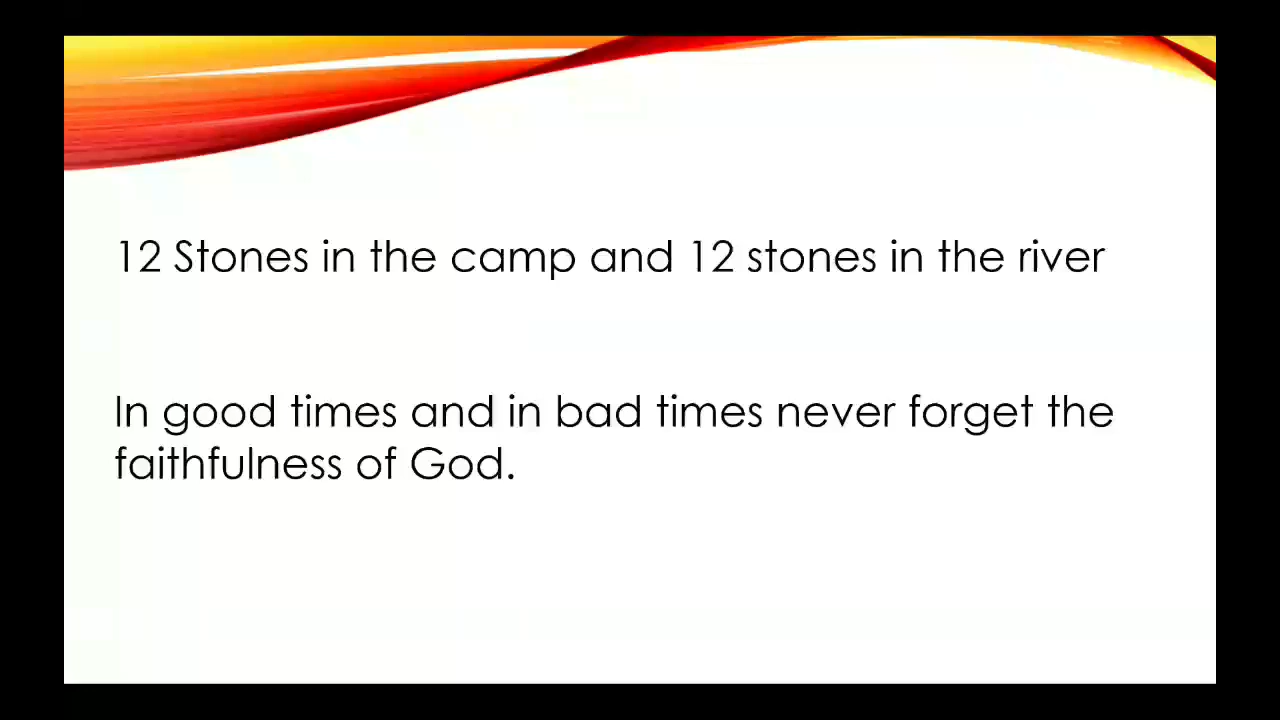 12 Stones in the camp and 12 stones in the river
In good times and in bad times never forget the
faithfulness of God.